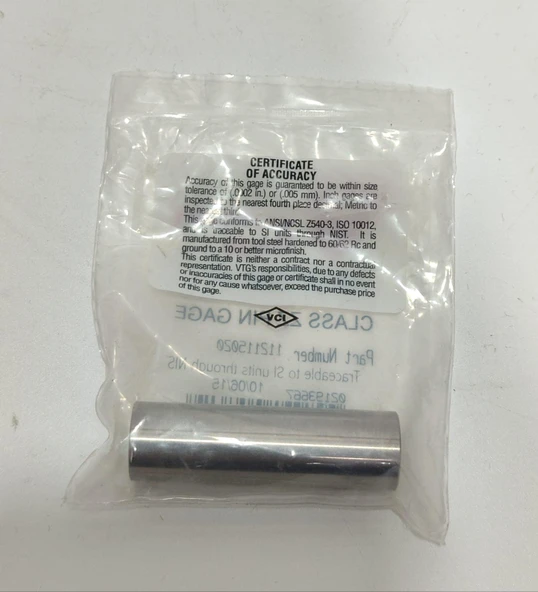 CERTIFICATE
OF ACCURACY
Accuracy of this gage is guaranteed to be within size
tolerance of (.0002 in.) or (.005 mm). Inch gages are
inspected to the nearest fourth place decimal; Metric to
the nearest third.
This gage conforms to ANSI/NCSL Z540-3, ISO 10012,
and is traceable to SI units through NIST. It is
manufactured from tool steel hardened to 60-62 Rc and
ground to a 10 or better microfinish.
This certificate is neither a contract nor a contractual
representation. VTG's responsibilities, due to any defects
or inaccuracies of this gage or certificate shall in no event
nor for any cause whatsoever, exceed the purchase price
of this gage.
CLASS IN GAGE
VCI
Part Number 112115020
Traceable to SI units through NIS
10/06/15
02193667